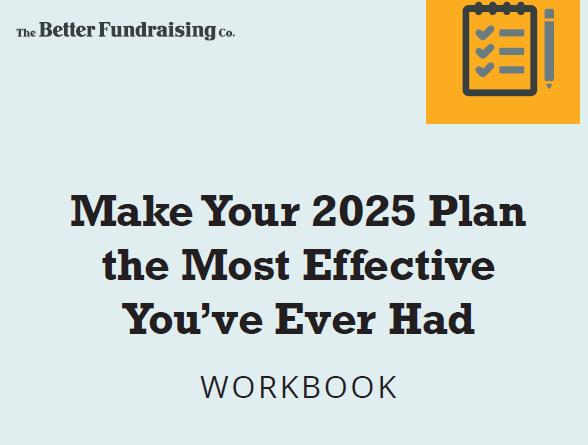 The Better Fundraising Co.
Make Your 2025 Plan
the Most Effective
You’ve Ever Had
WORKBOOK